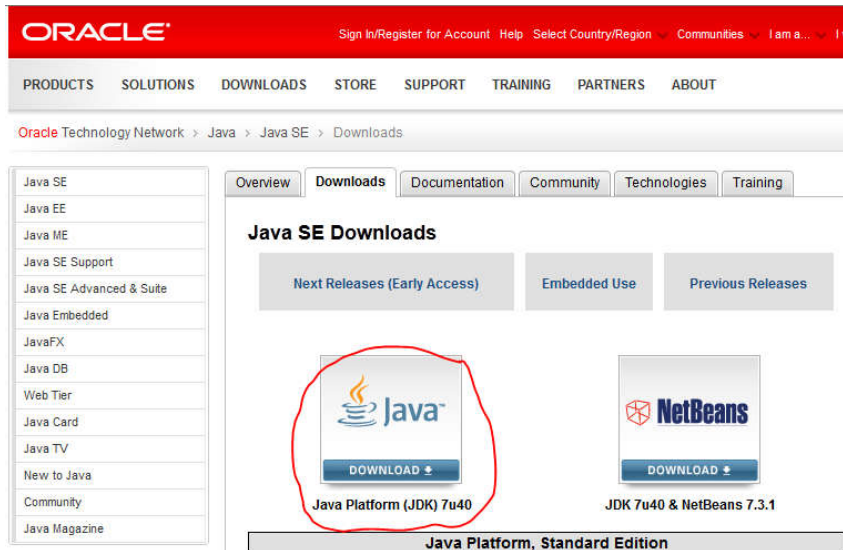 ORACLE
Sign In/Register for Account Help Select Country/Region Communities I am a... I
PRODUCTS SOLUTIONS DOWNLOADS STORE SUPPORT TRAINING PARTNERS ABOUT
Oracle Technology Network > Java > Java SE > Downloads
Java SE
Java EE
Java ME
Java SE Support
Java SE Advanced & Suite
Java Embedded
JavaFX
Java DB
Web Tier
Java Card
Java TV
New to Java
Community
Java Magazine
Overview Downloads Documentation Community Technologies Training
Java SE Downloads
Next Releases (Early Access) Embedded Use Previous Releases
Java NetBeans
DOWNLOAD DOWNLOAD
Java Platform (JDK) 7u40 JDK 7u40 & NetBeans 7.3.1
Java Platform, Standard Edition